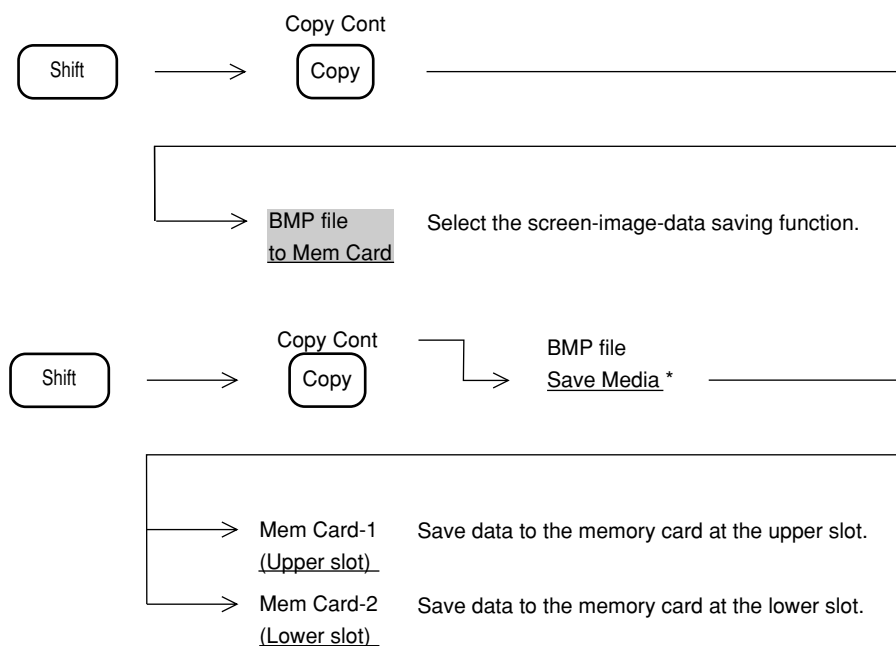 Copy Cont
Shift
Copy
BMP file
to Mem Card
Select the screen-image-data saving function.
Copy Cont
Shift
Copy
BMP file
Save Media *
Mem Card-1
(Upper slot)
Save data to the memory card at the upper slot.
Mem Card-2
(Lower slot)
Save data to the memory card at the lower slot.